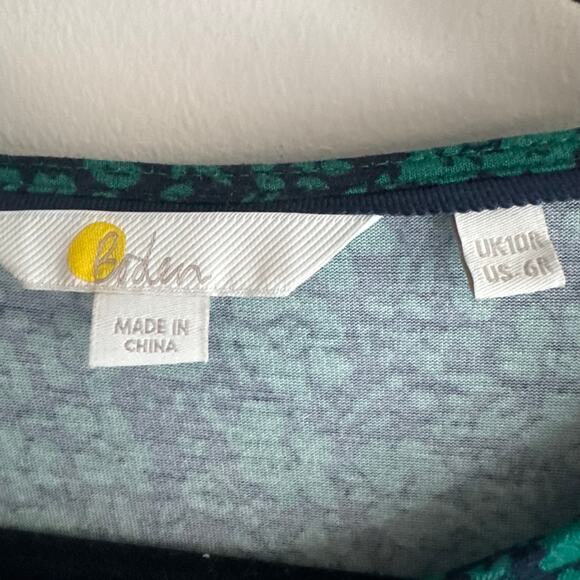 Boden
MADE IN
CHINA
UK10R
US 6R